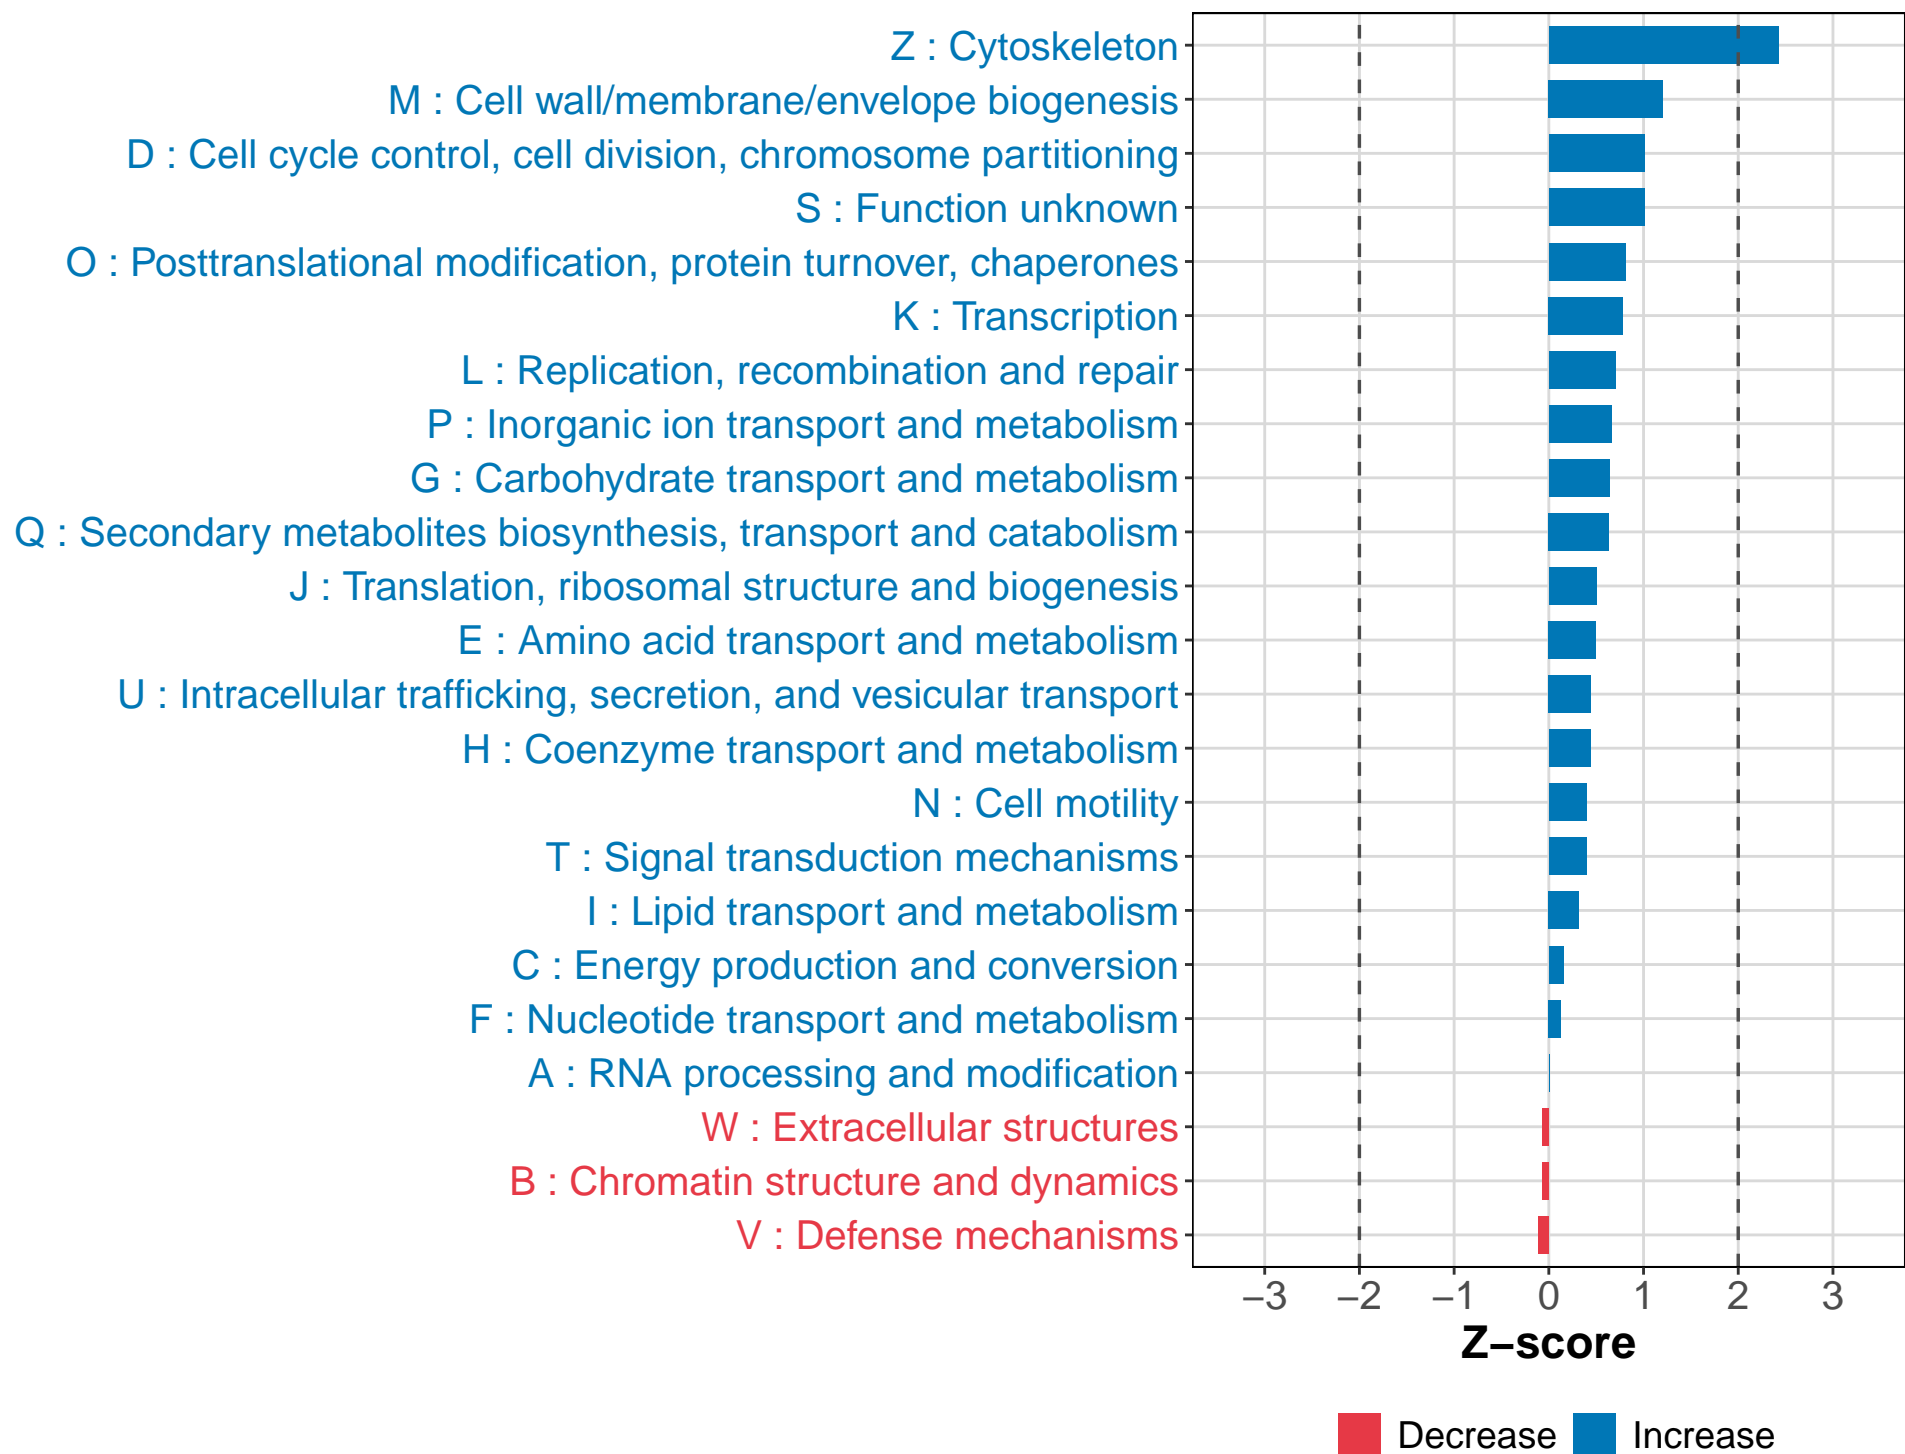 Z : Cytoskeleton
M : Cell wall/membrane/envelope biogenesis
D : Cell cycle control, cell division, chromosome partitioning
S : Function unknown
O : Posttranslational modification, protein turnover, chaperones
K : Transcription
L : Replication, recombination and repair
P : Inorganic ion transport and metabolism
G : Carbohydrate transport and metabolism
Q : Secondary metabolites biosynthesis, transport and catabolism
J : Translation, ribosomal structure and biogenesis
E : Amino acid transport and metabolism
U : Intracellular trafficking, secretion, and vesicular transport
H : Coenzyme transport and metabolism
N : Cell motility
T : Signal transduction mechanisms
I : Lipid transport and metabolism
C : Energy production and conversion
F : Nucleotide transport and metabolism
A : RNA processing and modification
W : Extracellular structures
B : Chromatin structure and dynamics
V : Defense mechanisms
−3 −2 −1 0 1 2 3
Z−score
Decrease Increase